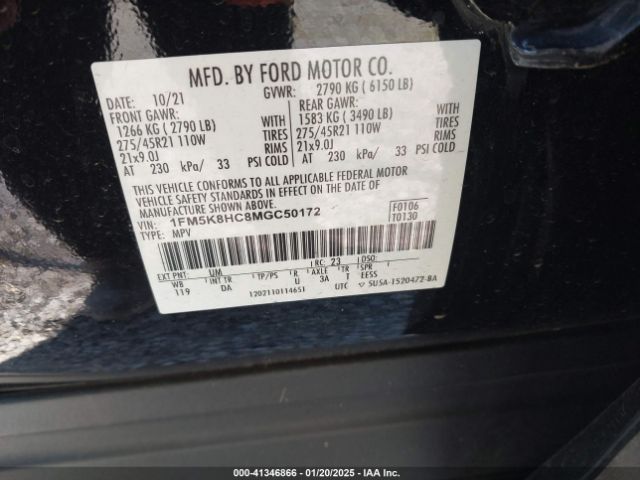 MFD. BY FORD MOTOR CO.
DATE: 10/21 GVWR: 2790 KG ( 6150 LB)
FRONT GAWR: REAR GAWR:
1266 KG ( 2790 LB) WITH 1583 KG ( 3490 LB) WITH
275/45R21 110W TIRES 275/45R21 110W TIRES
21x9.0J RIMS 21x9.0J RIMS
AT 230 kPa/ 33 PSI COLD AT 230 kPa/ 33 PSI COLD
THIS VEHICLE CONFORMS TO ALL APPLICABLE FEDERAL MOTOR
VEHICLE SAFETY STANDARDS IN EFFECT ON THE DATE OF
MANUFACTURE SHOWN ABOVE.
VIN: 1FM5K8HC8MGC50172 F0106
TYPE: MPV T0130
EXT PNT: UM RC: 23 DSO:
WB INT TR TP/PS R AXLE TR SPR
119 DA U 3A T EESS
1202110114651 UTC ▽ 5USA-1520472-BA
000-41346866 | 01/20/2025 | IAA Inc.